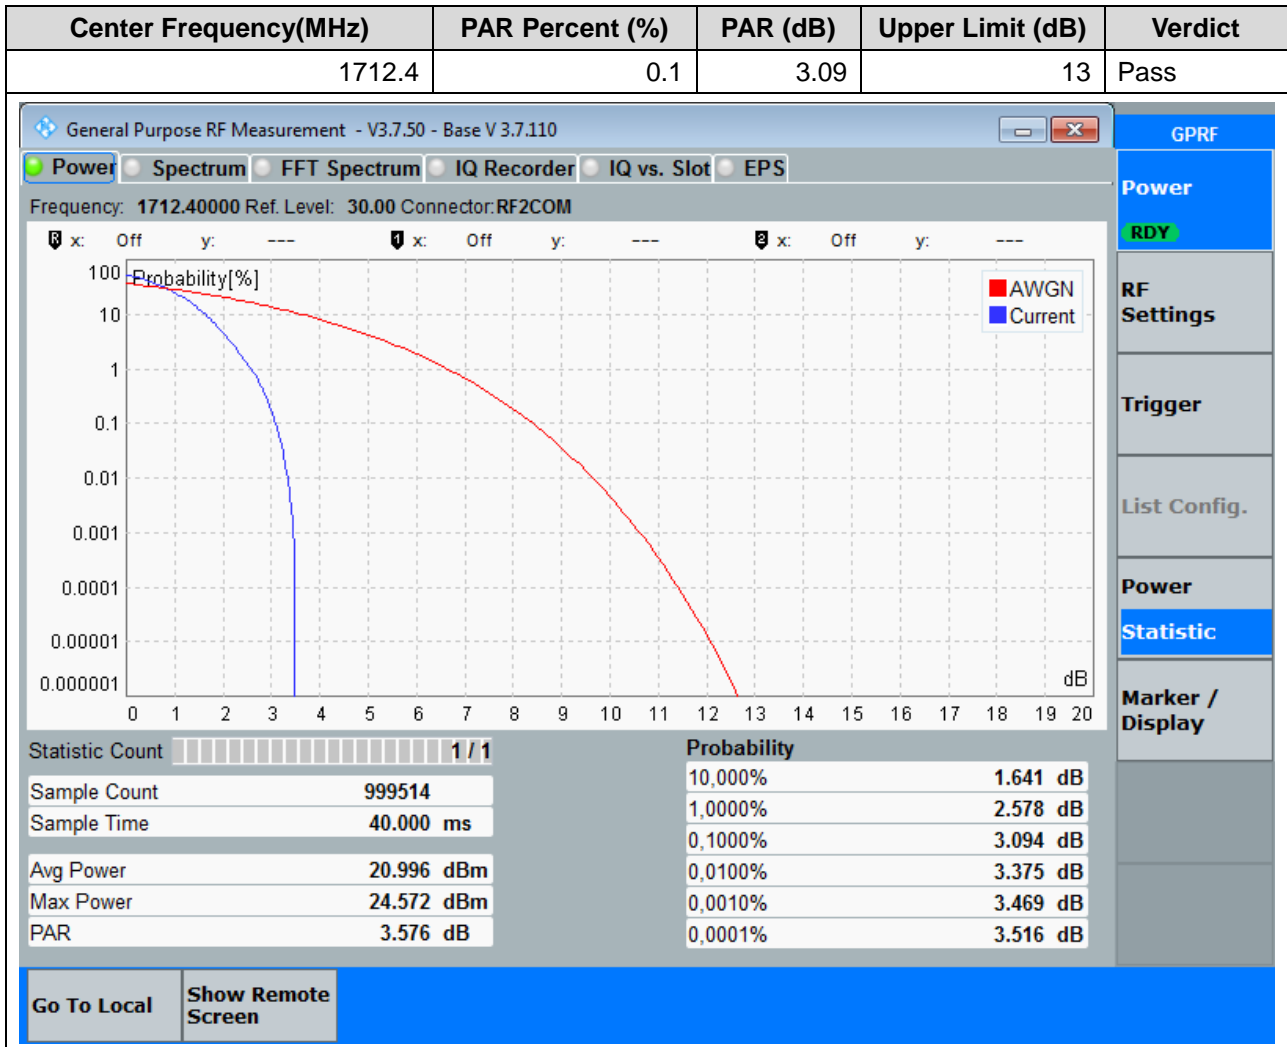 Center Frequency(MHz) PAR Percent (%) PAR (dB) Upper Limit (dB) Verdict
1712.4 0.1 3.09 13 Pass
General Purpose RF Measurement - V3.7.50 - Base V 3.7.110
GPRF
Power Spectrum FFT Spectrum IQ Recorder IQ vs. Slot EPS
Frequency: 1712.40000 Ref. Level: 30.00 Connector:RF2COM
R x: Off y: --- 1 x: Off y: --- 2 x: Off y: ---
Probability[%]
AWGN
Current
100
10
1
0.1
0.01
0.001
0.0001
0.00001
0.000001
dB
0 1 2 3 4 5 6 7 8 9 10 11 12 13 14 15 16 17 18 19 20
Statistic Count 1 / 1
Sample Count 999514
Sample Time 40.000 ms
Avg Power 20.996 dBm
Max Power 24.572 dBm
PAR 3.576 dB
Probability
10,000% 1.641 dB
1,0000% 2.578 dB
0,1000% 3.094 dB
0,0100% 3.375 dB
0,0010% 3.469 dB
0,0001% 3.516 dB
Power
RDY
RF
Settings
Trigger
List Config.
Power
Statistic
Marker /
Display
Go To Local
Show Remote
Screen